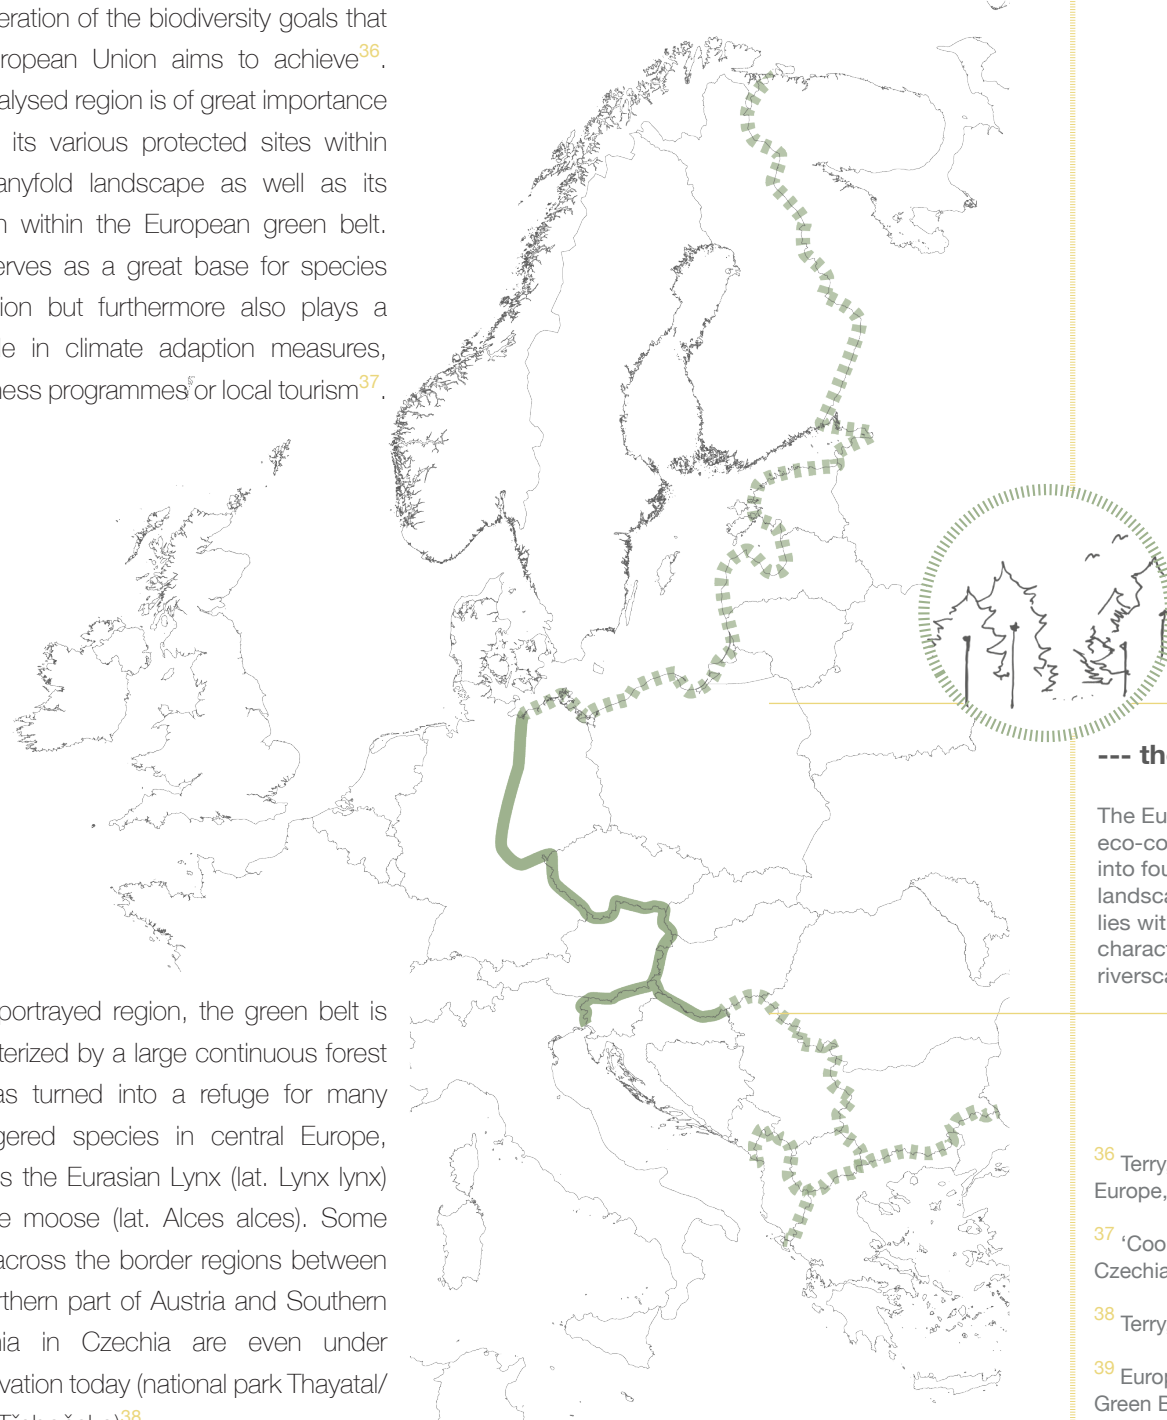 eration of the biodiversity goals that
ropean Union aims to achieve36.
alysed region is of great importance
its various protected sites within
anyfold landscape as well as its
n within the European green belt.
erves as a great base for species
ion but furthermore also plays a
le in climate adaption measures,
ness programmes or local tourism37.
portrayed region, the green belt is
terized by a large continuous forest
as turned into a refuge for many
gered species in central Europe,
s the Eurasian Lynx (lat. Lynx lynx)
e moose (lat. Alces alces). Some
across the border regions between
rthern part of Austria and Southern
nia in Czechia are even under
vation today (national park Thayatal/
38
--- th
The Eu
eco-co
into fou
landsca
lies wit
charact
riversca
36 Terry
Europe,
37 ‘Coo
Czechia
38 Terry
39 Europ
Green B